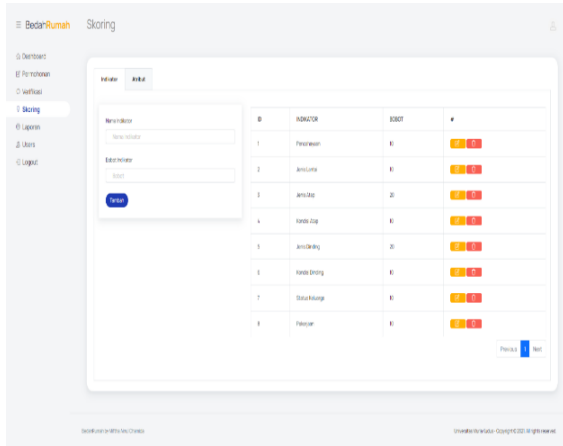 BedahRumah
Skoring
Dashboard
Permohonan
Verifikasi
Skoring
Laporan
Users
Logout
Indikator
Atribut
Nama Indikator
Nama Indikator
Bobot Indikator
Bobot
Tambah
ID INDIKATOR BOBOT #
1 Penghasilan 10
2 Jenis Lantai 10
3 Jenis Atap 20
4 Kondisi Atap 10
5 Jenis Dinding 20
6 Kondisi Dinding 10
7 Status Keluarga 10
8 Pekerjaan 10
Previous 1 Next